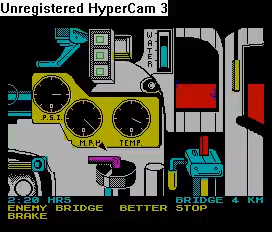 Unregistered HyperCam 3
WATER
P.S.I.
M.P.H.
TEMP.
2:20 HRS BRIDGE 4 KM
ENEMY BRIDGE BETTER STOP
BRAKE